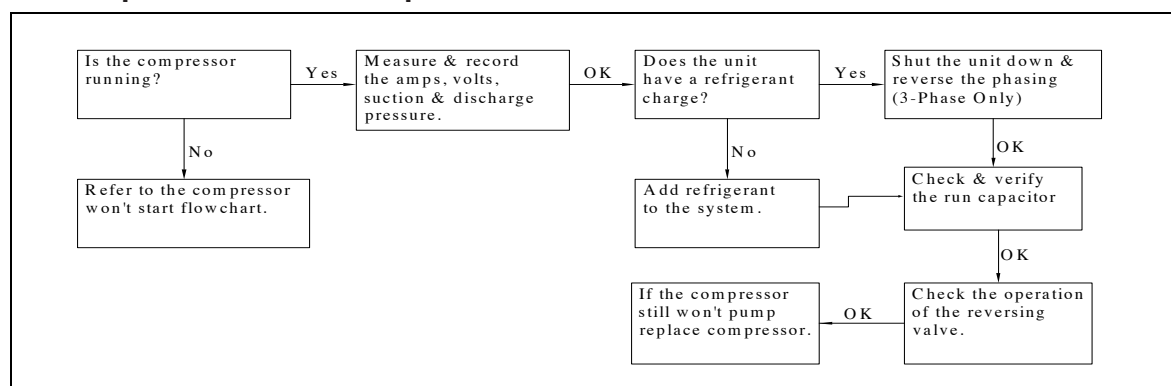 Is the compressor
running?
Yes
Measure & record
the amps, volts,
suction & discharge
pressure.
OK
Does the unit
have a refrigerant
charge?
Yes
Shut the unit down &
reverse the phasing
(3-Phase Only)
No
No
OK
Refer to the compressor
won't start flowchart.
Add refrigerant
to the system.
Check & verify
the run capacitor
OK
Check the operation
of the reversing
valve.
OK
If the compressor
still won't pump
replace compressor.